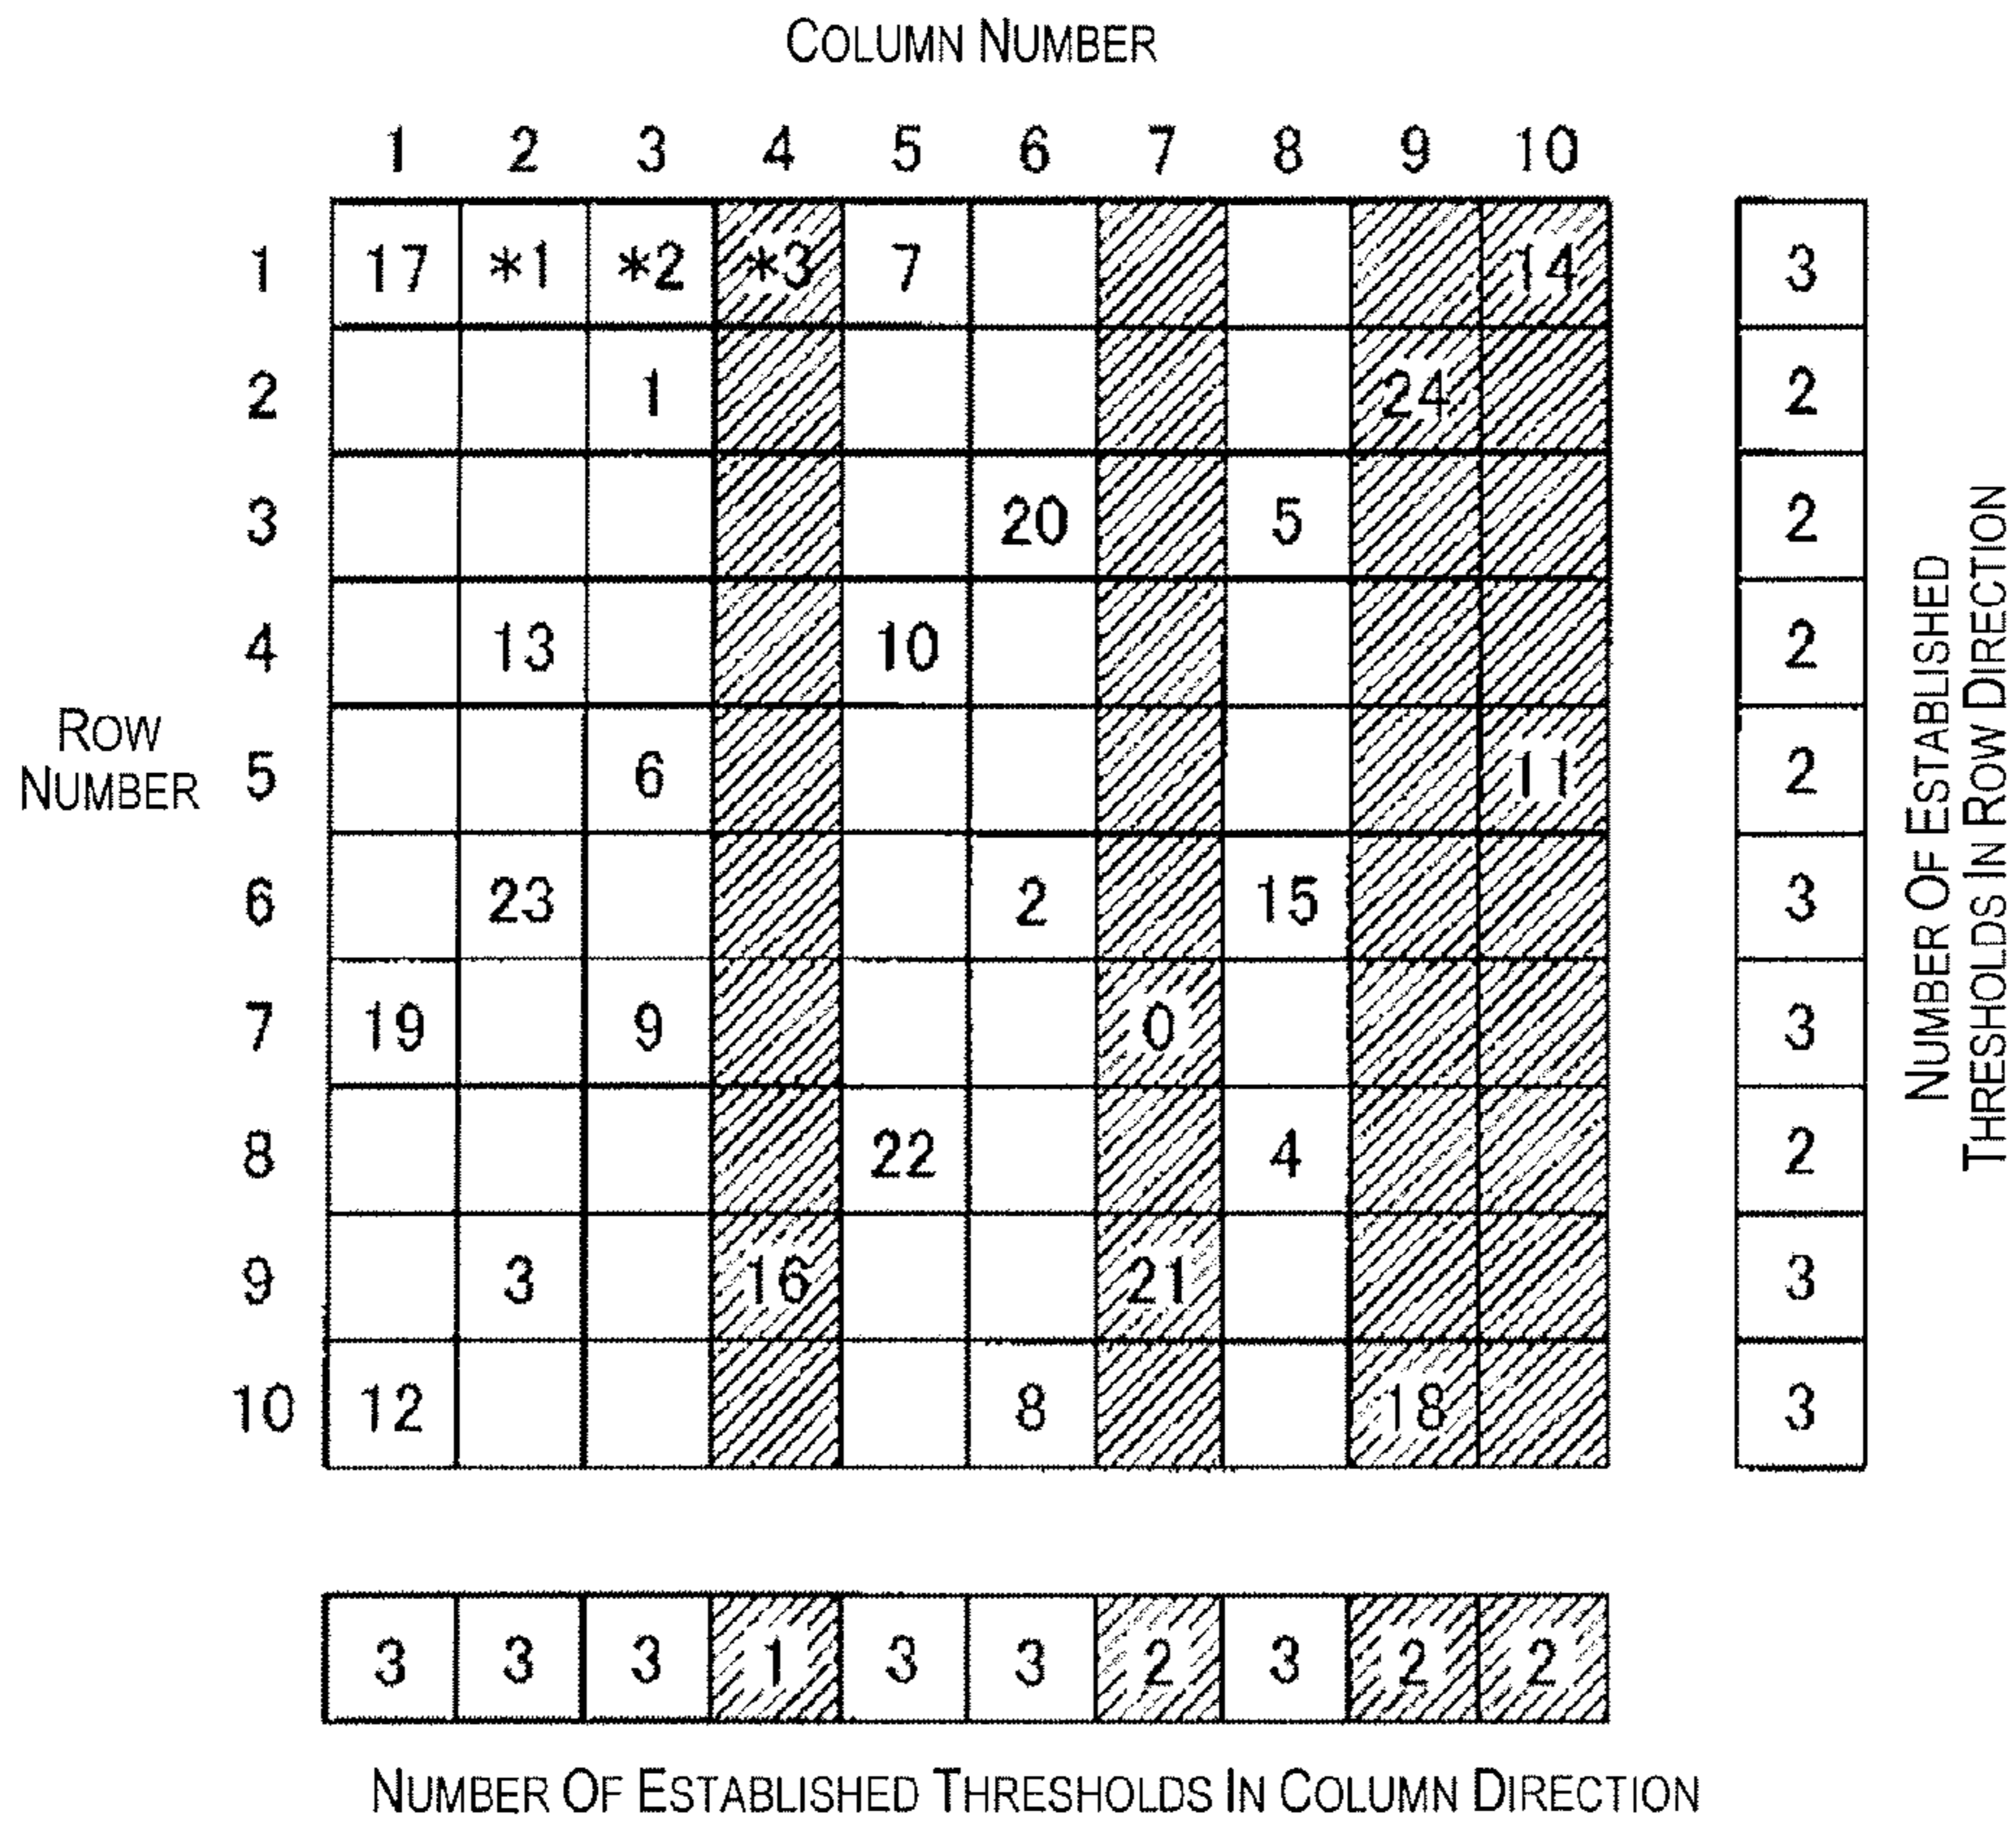 COLUMN NUMBER
1 2 3 4 5 6 7 8 9 10
1 17 *1 *2 *3 7 14 3
2 1 24 2
3 20 5 2
4 13 10 2
ROW NUMBER
5 6 11 2
6 23 2 15 3
7 19 9 0 3
8 22 4 2
9 3 16 21 3
10 12 8 18 3
NUMBER OF ESTABLISHED
THRESHOLDS IN ROW DIRECTION
3 3 3 1 3 3 2 3 2 2
NUMBER OF ESTABLISHED THRESHOLDS IN COLUMN DIRECTION